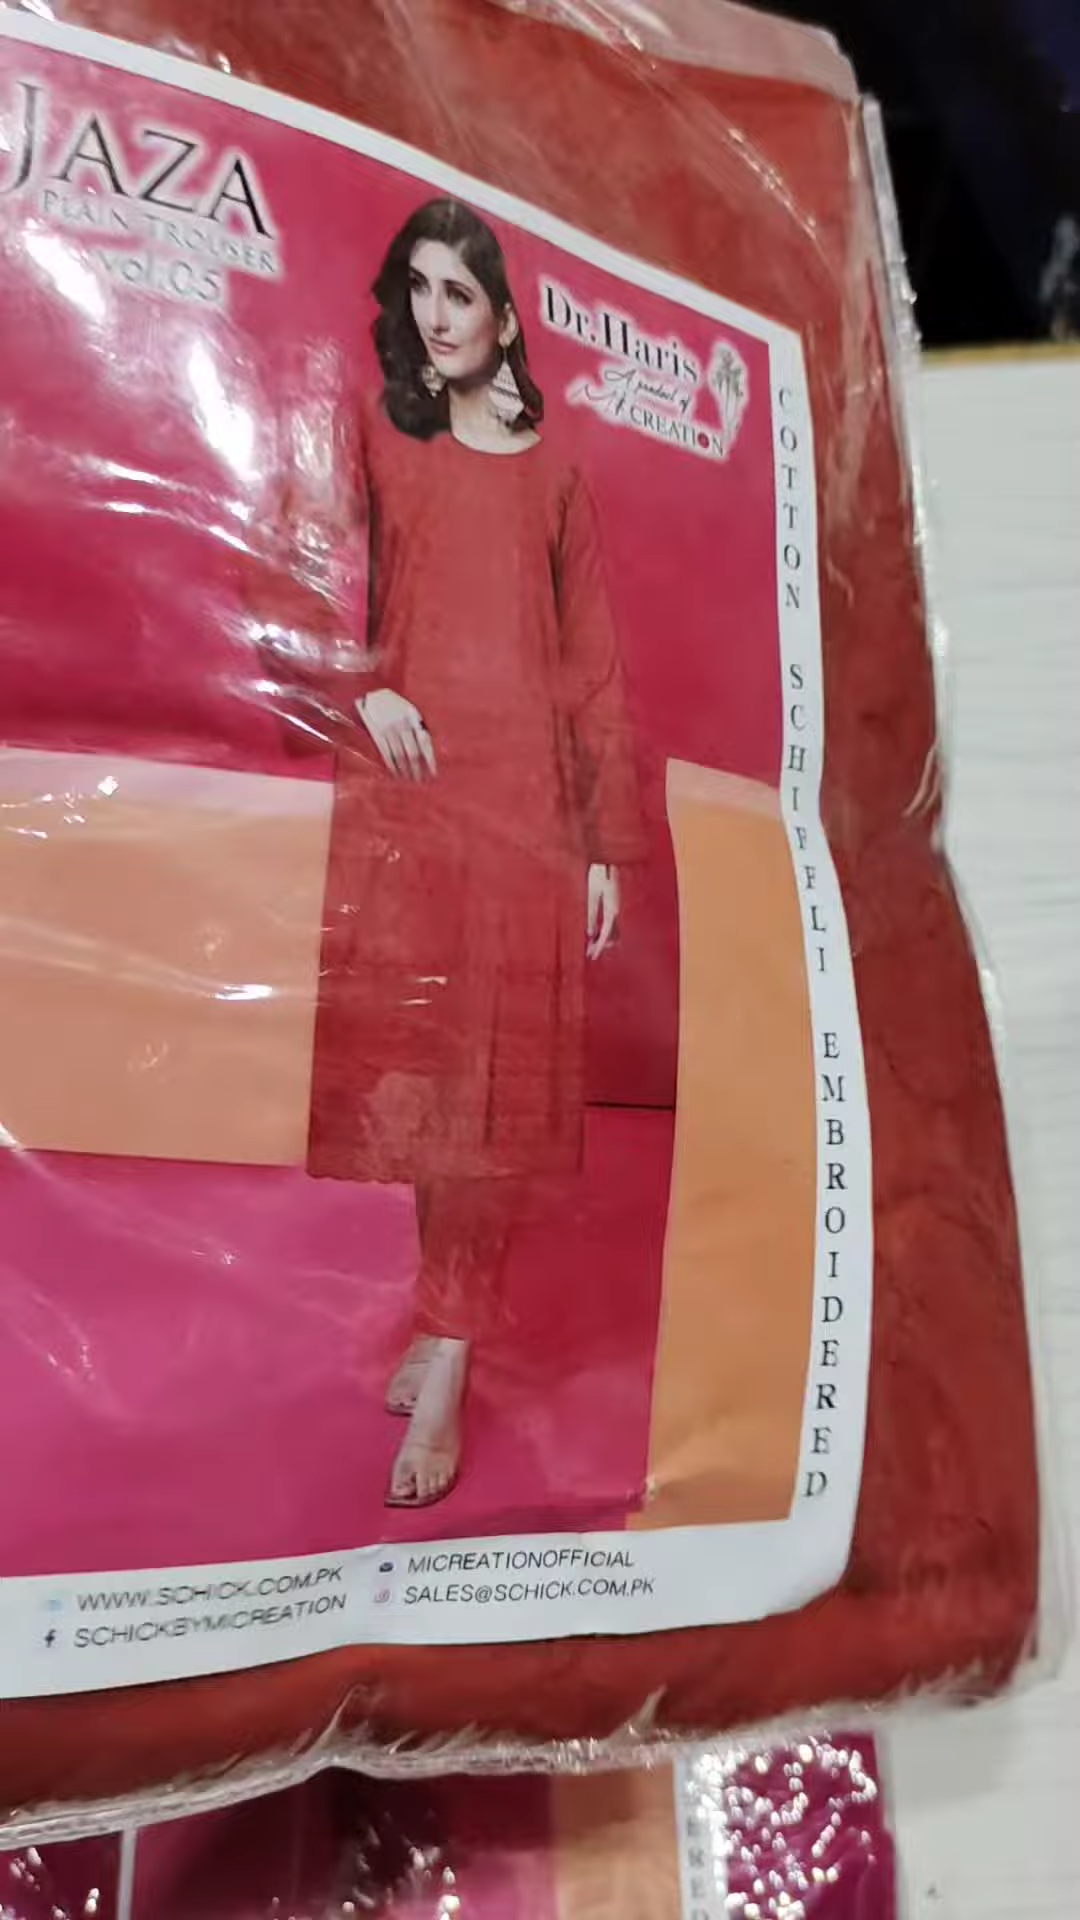 JAZA
PLAIN TROUSER
vol.05
Dr.Haris
A product of
CREATION
COTTON SCHIFFLI EMBROIDERED
WWW.SCHICK.COM.PK
MICREATIONOFFICIAL
SCHICKBYMICREATION
SALES@SCHICK.COM.PK